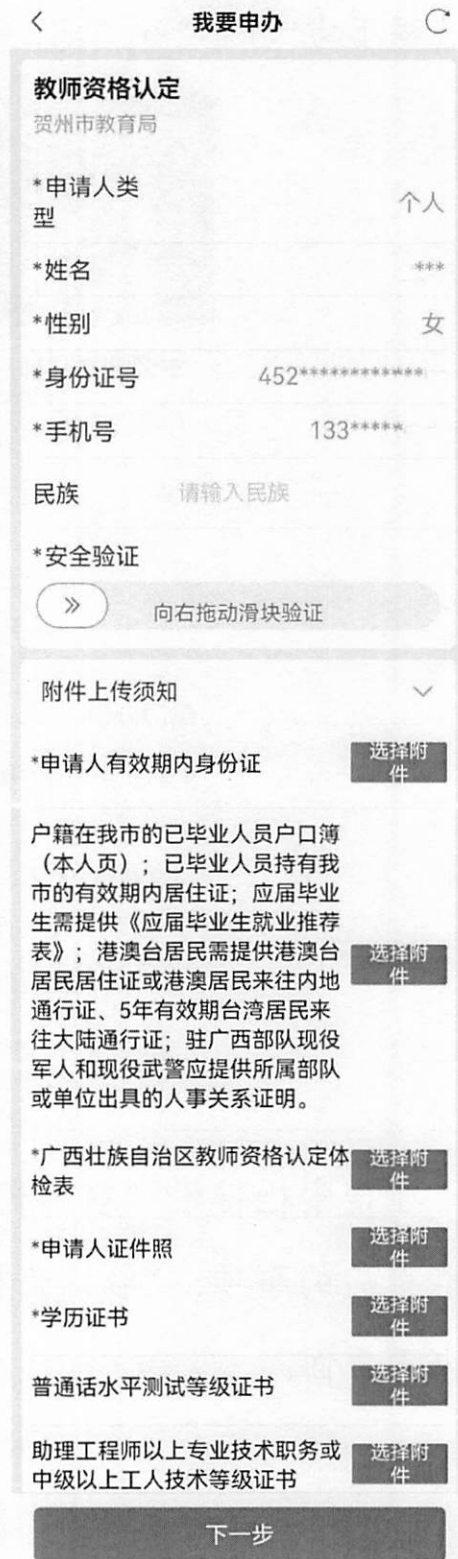 我要申办
教师资格认定
贺州市教育局
*申请人类
型
个人
*姓名
***
*性别
女
*身份证号
452************
*手机号
133*****
民族
请输入民族
*安全验证
向右拖动滑块验证
附件上传须知
*申请人有效期内身份证
选择附
件
户籍在我市的已毕业人员户口簿
（本人页）；已毕业人员持有我
市的有效期内居住证；应届毕业
生需提供《应届毕业生就业推荐
表》；港澳台居民需提供港澳台
居民居住证或港澳居民来往内地
通行证、5年有效期台湾居民来
往大陆通行证；驻广西部队现役
军人和现役武警应提供所属部队
或单位出具的人事关系证明。
选择附
件
*广西壮族自治区教师资格认定体
检表
选择附
件
*申请人证件照
选择附
件
*学历证书
选择附
件
普通话水平测试等级证书
选择附
件
助理工程师以上专业技术职务或
中级以上工人技术等级证书
选择附
件
下一步